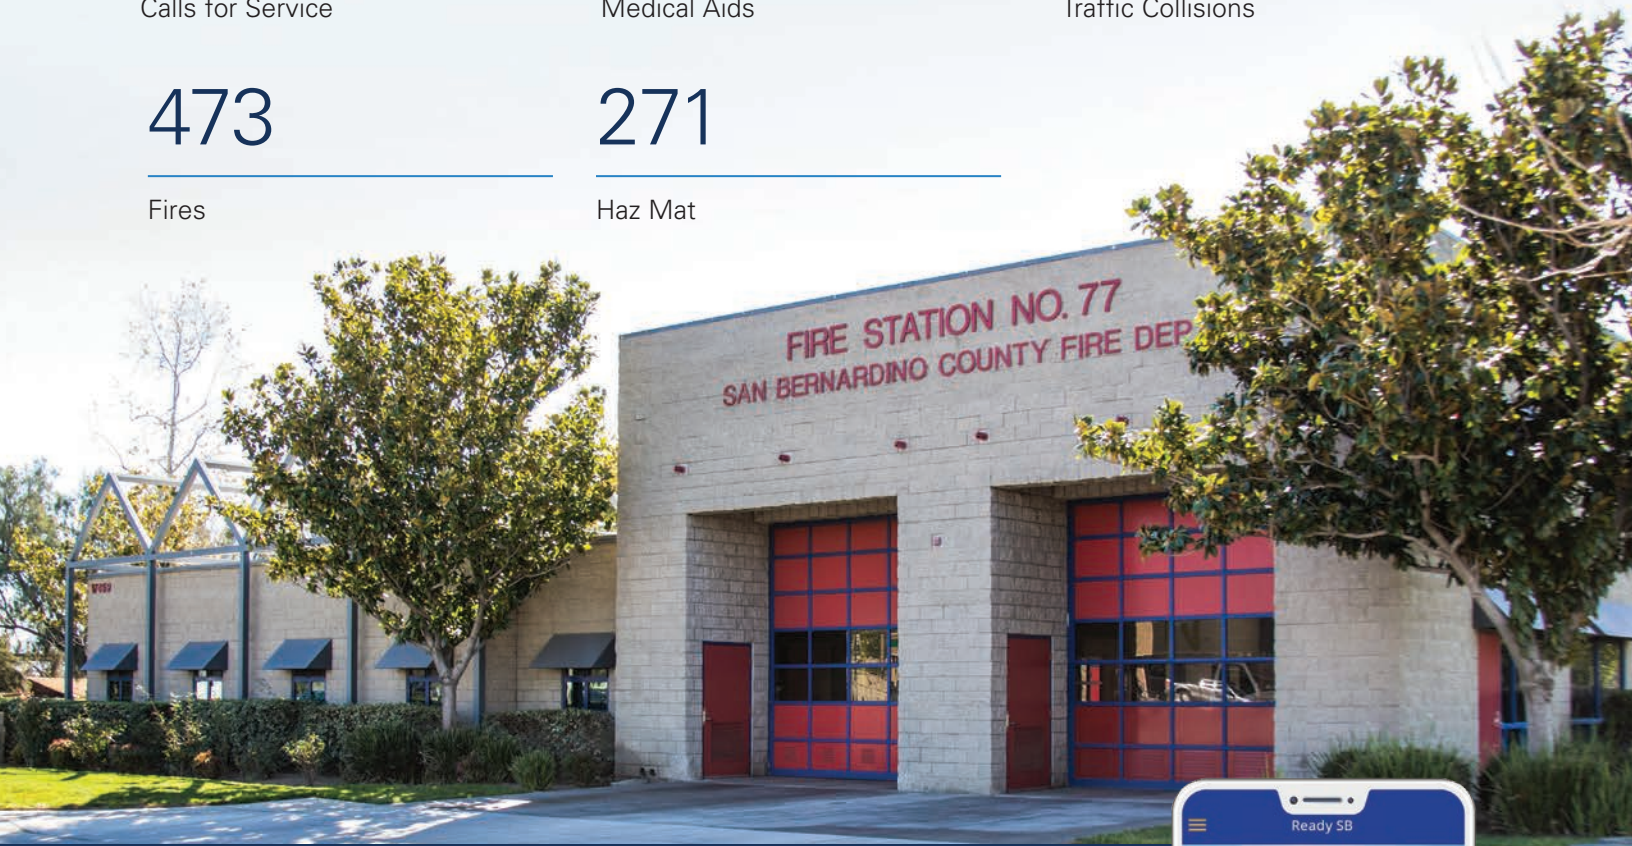 Calls for Service
Medical Aids
Traffic Collisions
473
271
Fires
Haz Mat
FIRE STATION NO. 77
SAN BERNARDINO COUNTY FIRE DEP
Ready SB